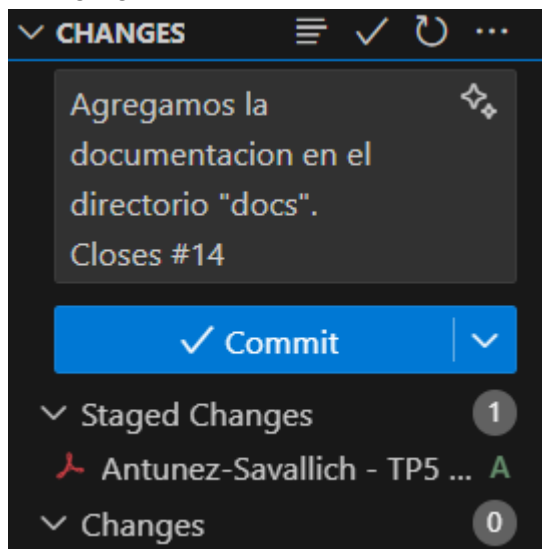 CHANGES
Agregamos la
documentacion en el
directorio "docs".
Closes #14
Commit
Staged Changes 1
Antunez-Savallich - TP5 ... A
Changes 0